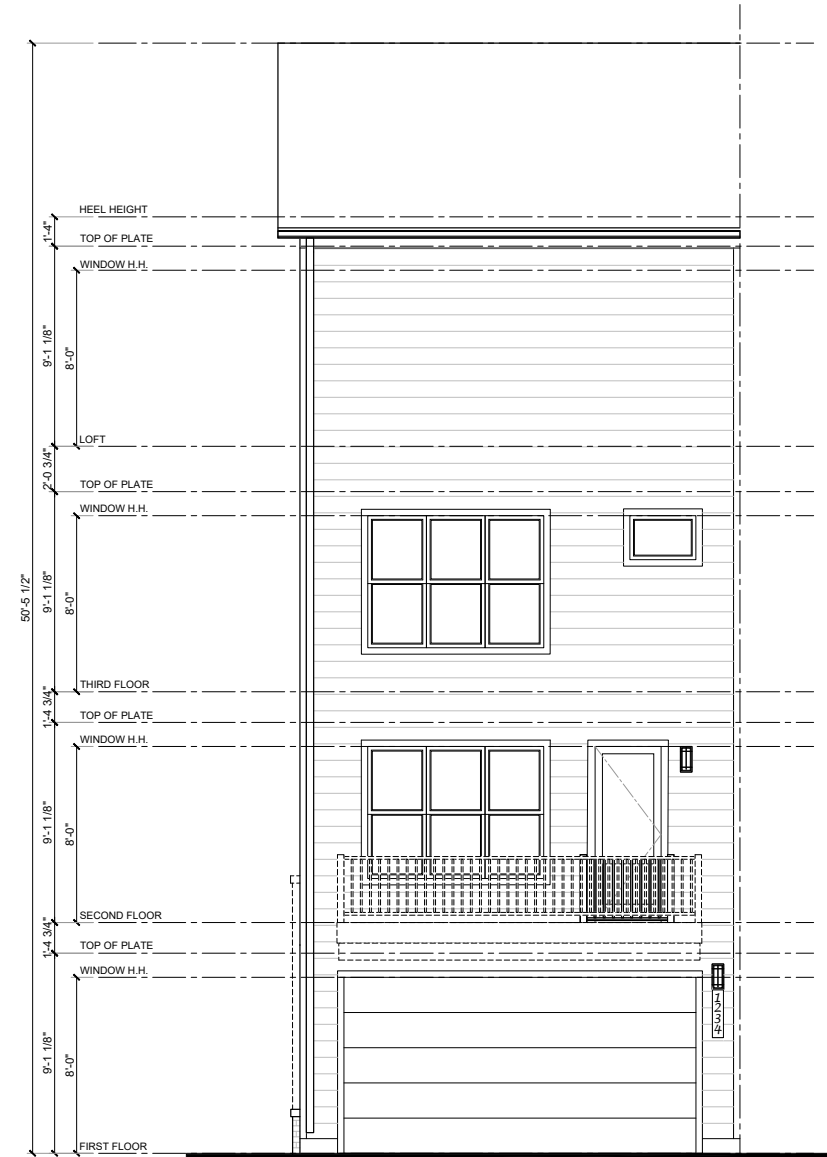 HEEL HEIGHT
1'-4"
TOP OF PLATE
WINDOW H.H.
9'-1 1/8"
8'-0"
LOFT
2'-0 3/4"
TOP OF PLATE
WINDOW H.H.
50'-5 1/2"
9'-1 1/8"
8'-0"
THIRD FLOOR
1'-4 3/4"
TOP OF PLATE
WINDOW H.H.
9'-1 1/8"
8'-0"
SECOND FLOOR
1'-4 3/4"
TOP OF PLATE
WINDOW H.H.
1234
9'-1 1/8"
8'-0"
FIRST FLOOR